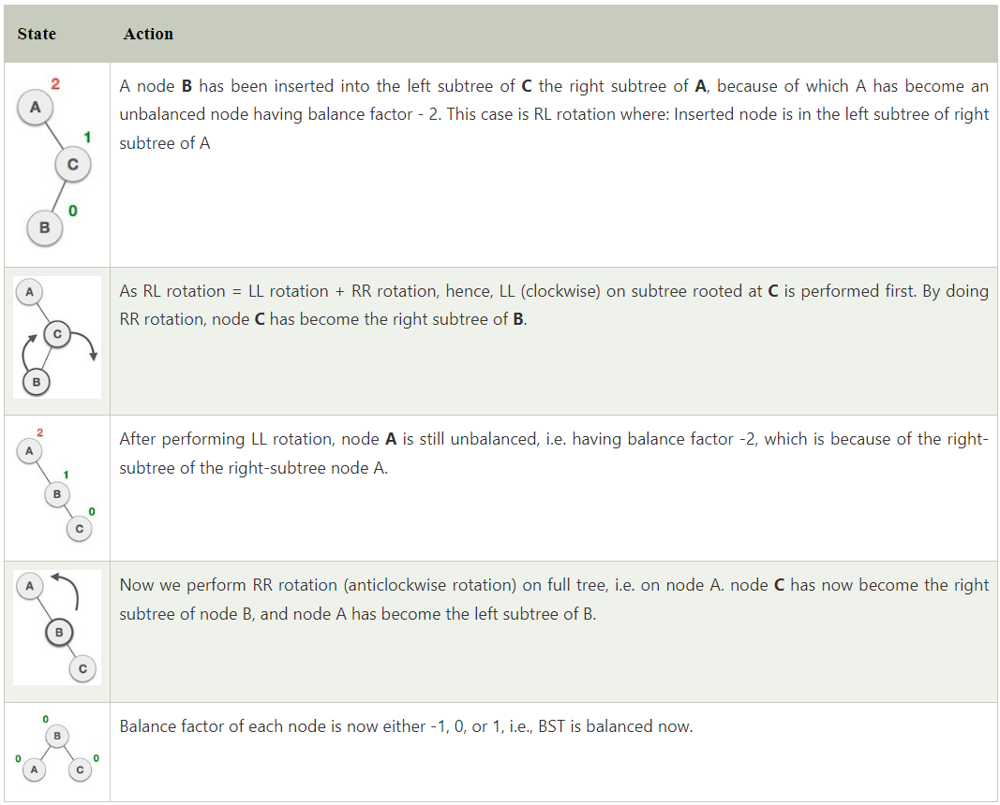 State Action
2
A
1
C
0
B
A node B has been inserted into the left subtree of C the right subtree of A, because of which A has become an
unbalanced node having balance factor - 2. This case is RL rotation where: Inserted node is in the left subtree of right
subtree of A
A
C
B
As RL rotation = LL rotation + RR rotation, hence, LL (clockwise) on subtree rooted at C is performed first. By doing
RR rotation, node C has become the right subtree of B.
2
A
1
B
0
C
After performing LL rotation, node A is still unbalanced, i.e. having balance factor -2, which is because of the right-
subtree of the right-subtree node A.
A
B
C
Now we perform RR rotation (anticlockwise rotation) on full tree, i.e. on node A. node C has now become the right
subtree of node B, and node A has become the left subtree of B.
0
B
0 0
A C
Balance factor of each node is now either -1, 0, or 1, i.e., BST is balanced now.